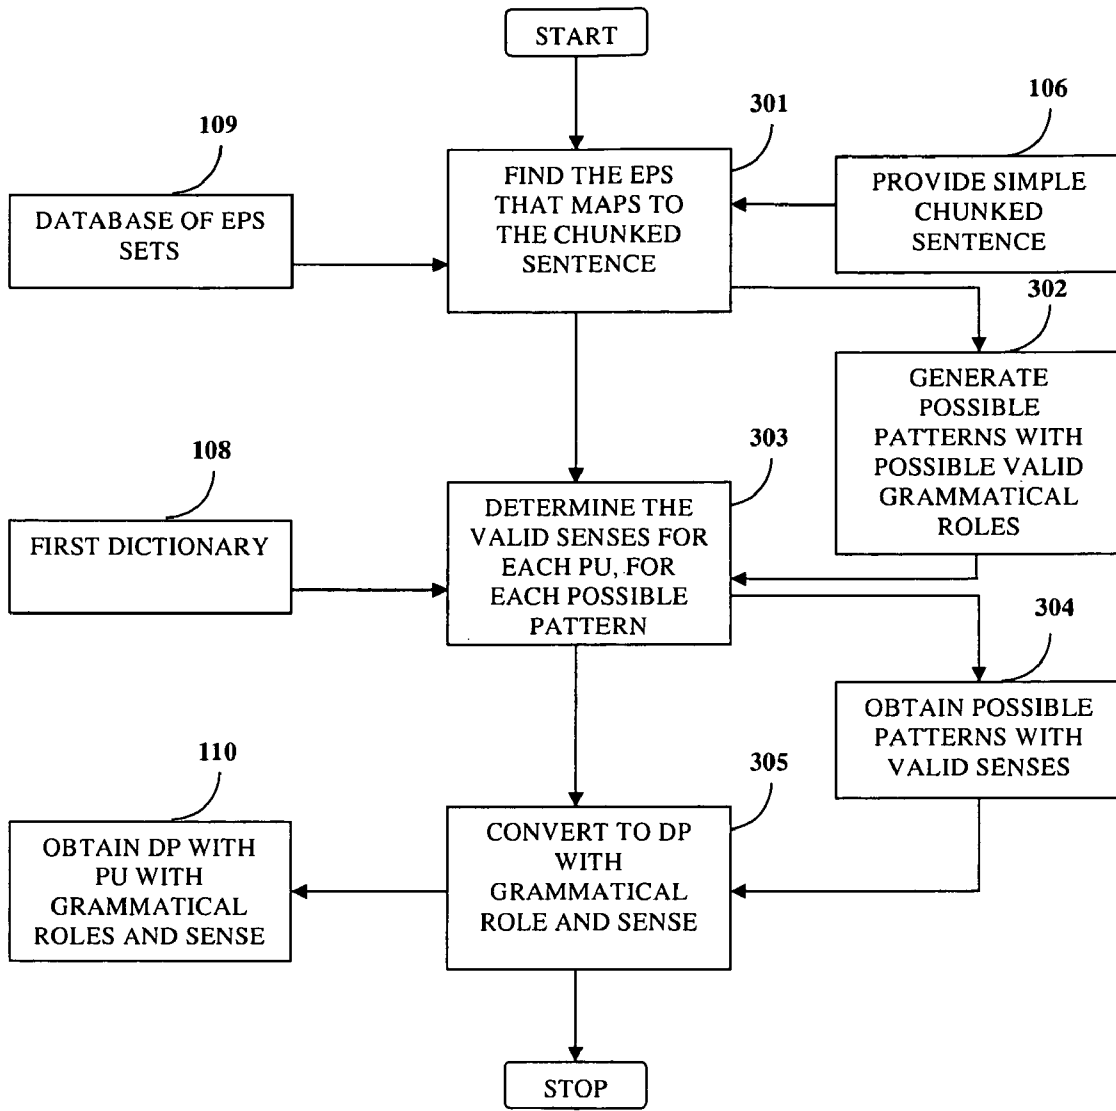 START
106
301
109
FIND THE EPS
THAT MAPS TO
THE CHUNKED
SENTENCE
PROVIDE SIMPLE
CHUNKED
SENTENCE
DATABASE OF EPS
SETS
302
GENERATE
POSSIBLE
PATTERNS WITH
POSSIBLE VALID
GRAMMATICAL
ROLES
108
303
DETERMINE THE
VALID SENSES FOR
EACH PU, FOR
EACH POSSIBLE
PATTERN
FIRST DICTIONARY
304
OBTAIN POSSIBLE
PATTERNS WITH
VALID SENSES
110
305
CONVERT TO DP
WITH
GRAMMATICAL
ROLE AND SENSE
OBTAIN DP WITH
PU WITH
GRAMMATICAL
ROLES AND SENSE
STOP